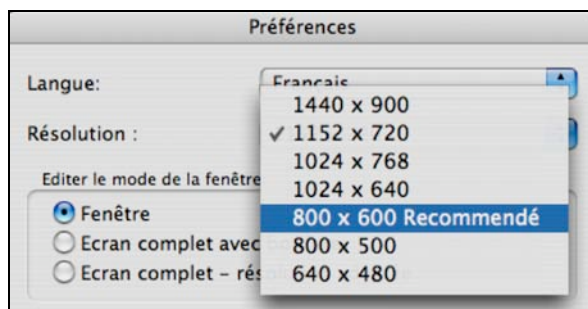 Préférences
Langue:
Français
Résolution :
1440 x 900
✓ 1152 x 720
1024 x 768
1024 x 640
800 x 600 Recommendé
800 x 500
640 x 480
Editer le mode de la fenêtre
Fenêtre
Ecran complet avec
Ecran complet – rés